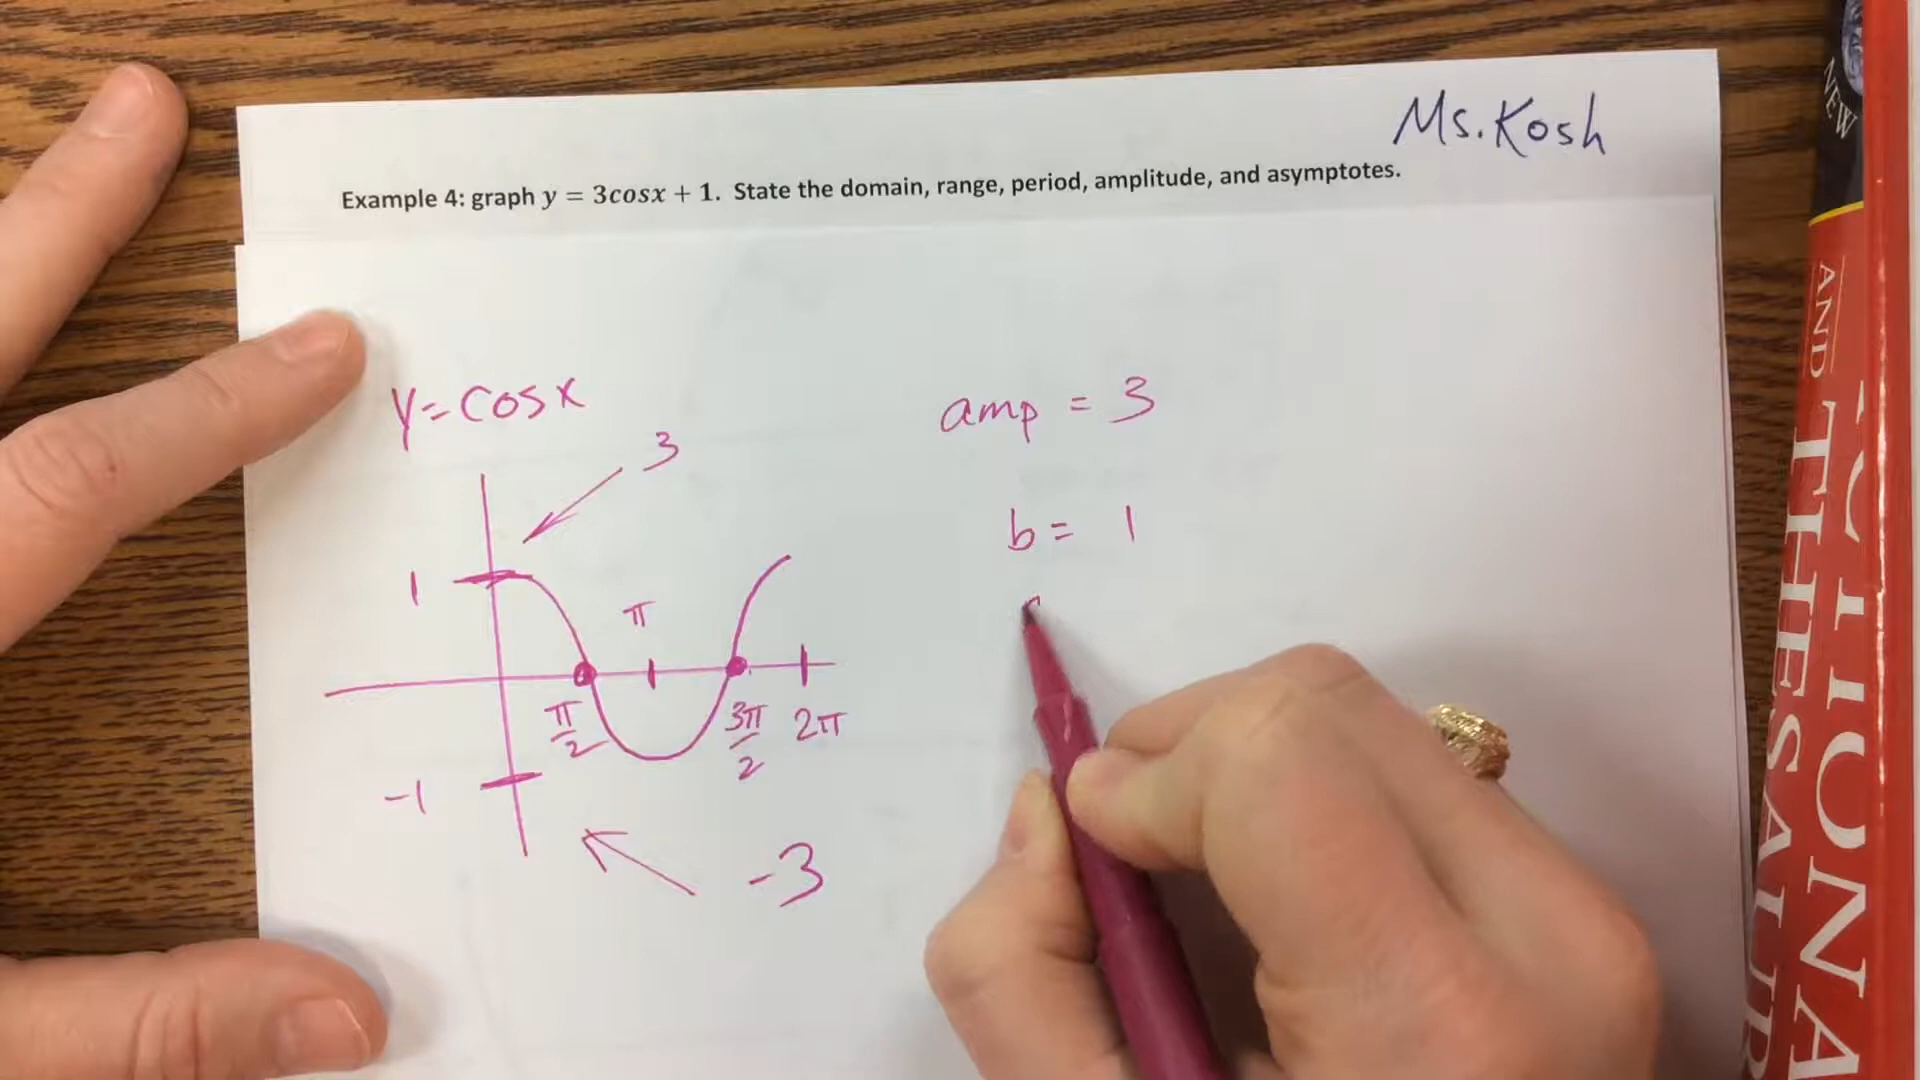 Ms. Kosh
Example 4: graph y = 3cosx + 1. State the domain, range, period, amplitude, and asymptotes.
y = cosx
amp = 3
3
b = 1
1
π
π/2
3π/2
2π
-1
-3
NEW
AND